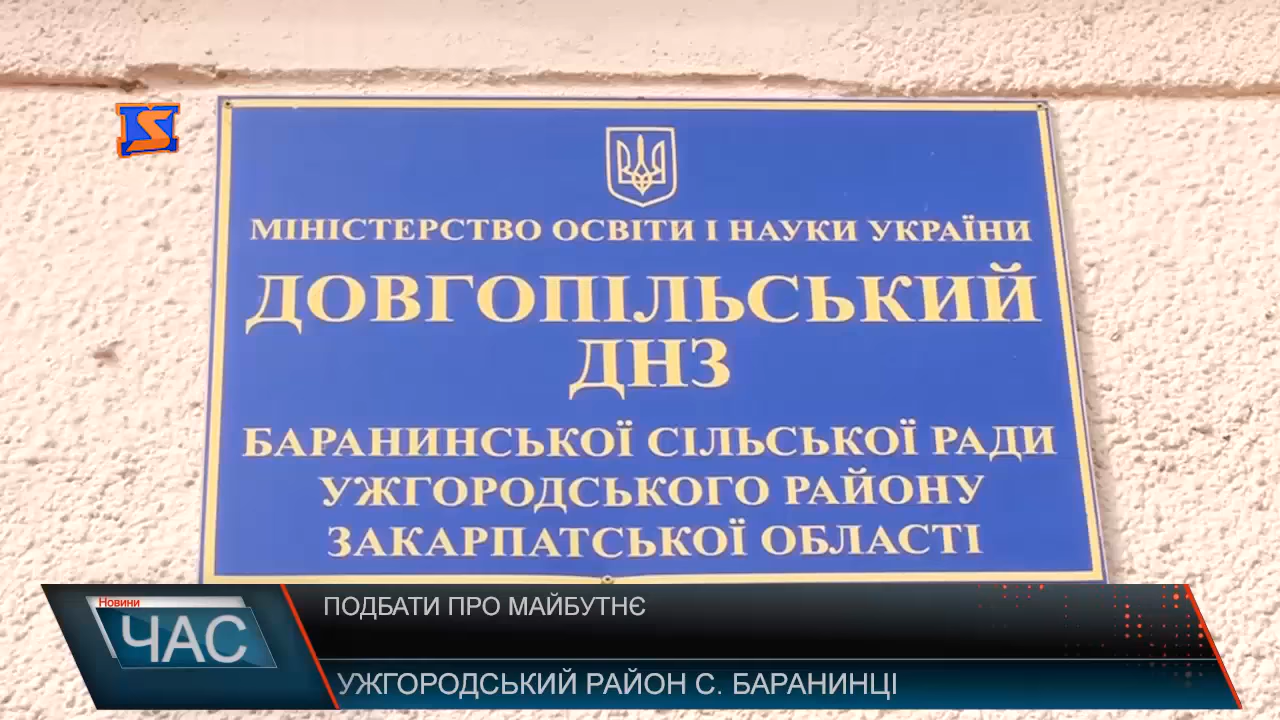 МІНІСТЕРСТВО ОСВІТИ І НАУКИ УКРАЇНИ
ДОВГОПІЛЬСЬКИЙ
ДНЗ
БАРАНИНСЬКОЇ СІЛЬСЬКОЇ РАДИ
УЖГОРОДСЬКОГО РАЙОНУ
ЗАКАРПАТСЬКОЇ ОБЛАСТІ
Новини
ЧАС
ПОДБАТИ ПРО МАЙБУТНЄ
УЖГОРОДСЬКИЙ РАЙОН С. БАРАНИНЦІ